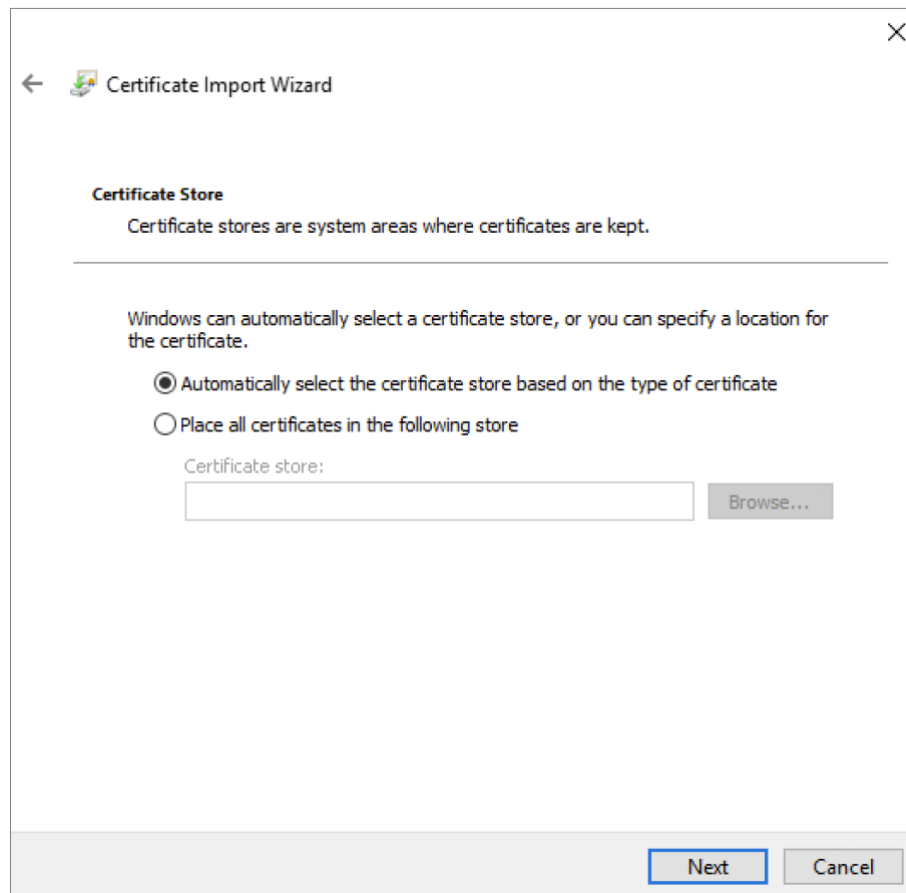 Certificate Import Wizard
Certificate Store
Certificate stores are system areas where certificates are kept.
Windows can automatically select a certificate store, or you can specify a location for
the certificate.
Automatically select the certificate store based on the type of certificate
Place all certificates in the following store
Certificate store:
Browse...
Next
Cancel